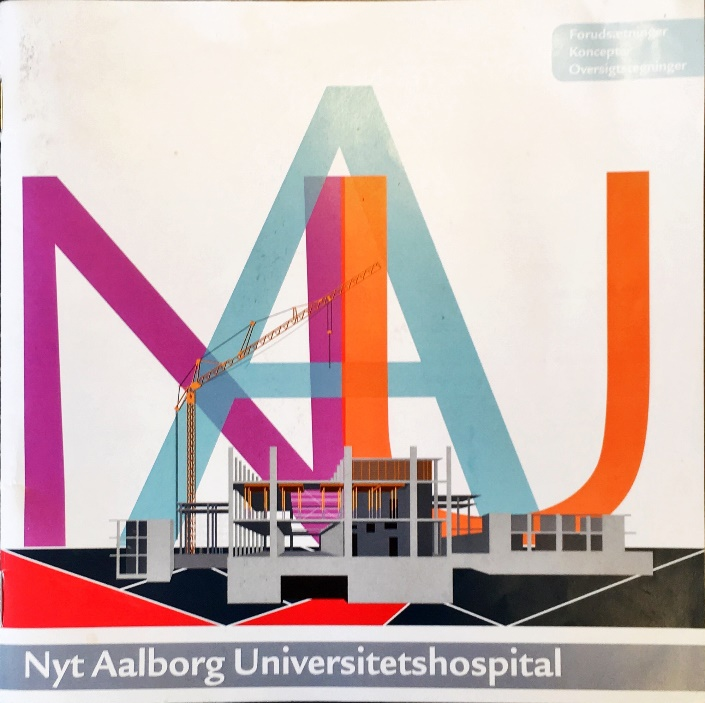 Forudsætninger
Koncepter
Oversigtstegninger
NAU
Nyt Aalborg Universitetshospital